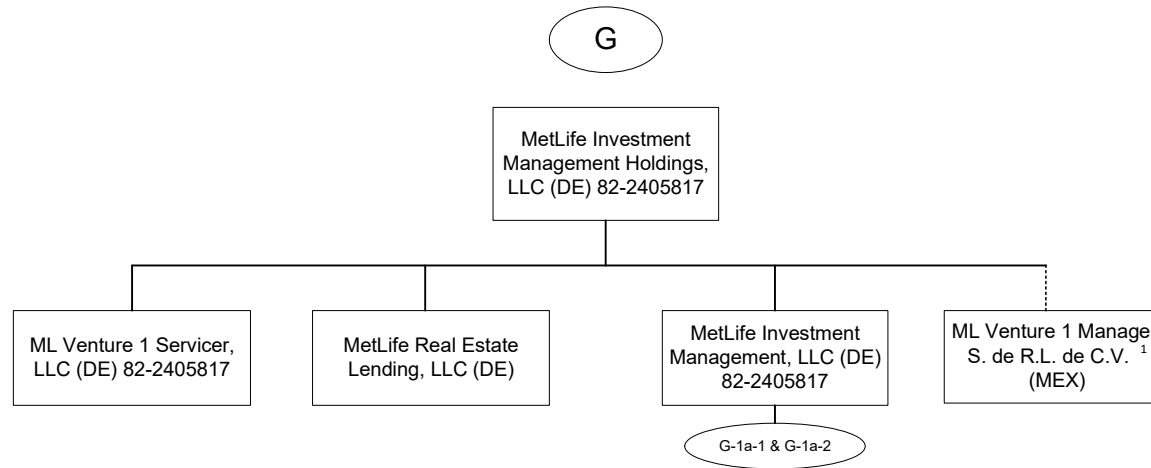 G
MetLife Investment
Management Holdings,
LLC (DE) 82-2405817
ML Venture 1 Servicer,
LLC (DE) 82-2405817
MetLife Real Estate
Lending, LLC (DE)
MetLife Investment
Management, LLC (DE)
82-2405817
ML Venture 1 Manage
S. de R.L. de C.V. 1
(MEX)
G-1a-1 & G-1a-2